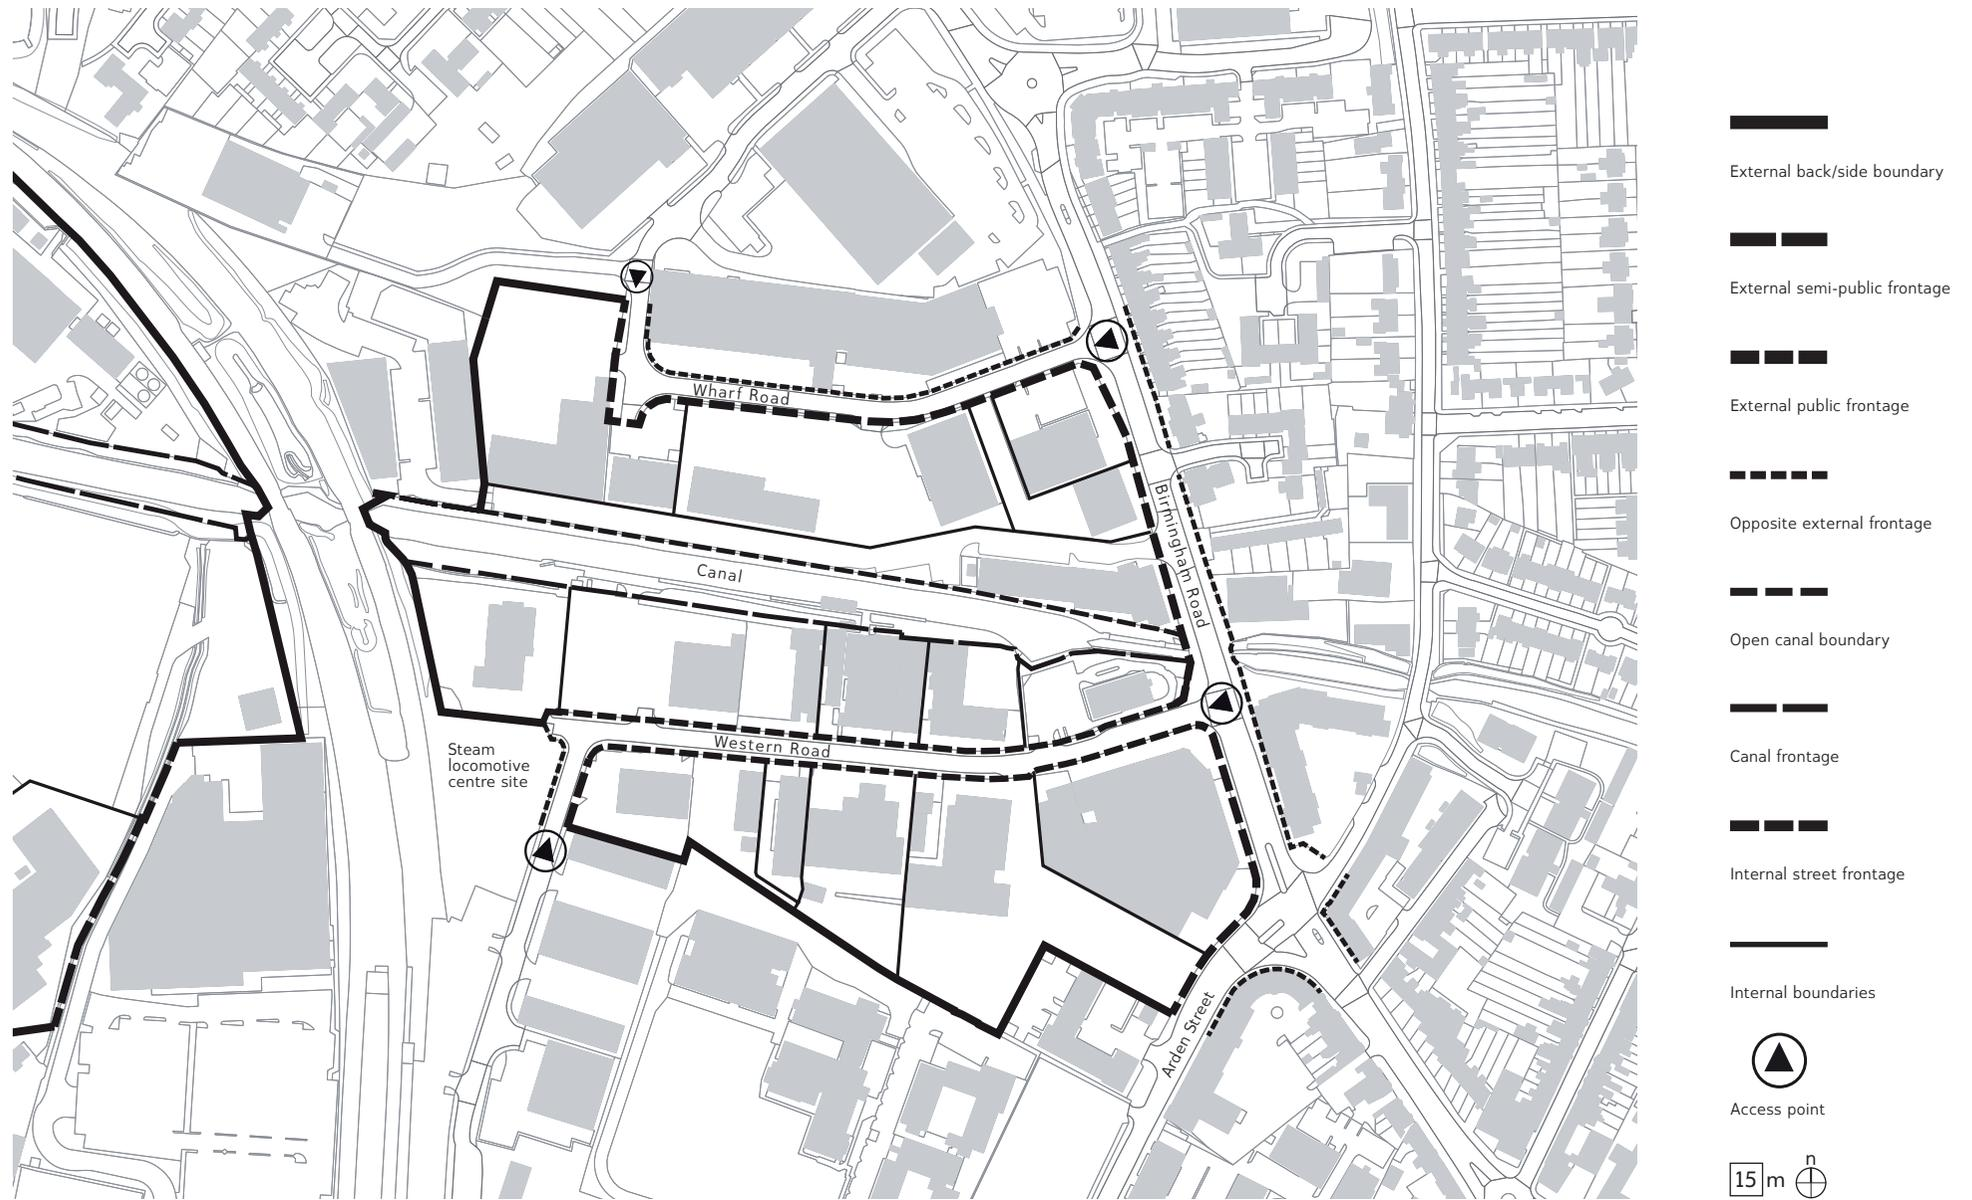 Wharf Road
Birmingham Road
Canal
Western Road
Steam
locomotive
centre site
Arden Street
External back/side boundary
External semi-public frontage
External public frontage
Opposite external frontage
Open canal boundary
Canal frontage
Internal street frontage
Internal boundaries
Access point
n
15 m